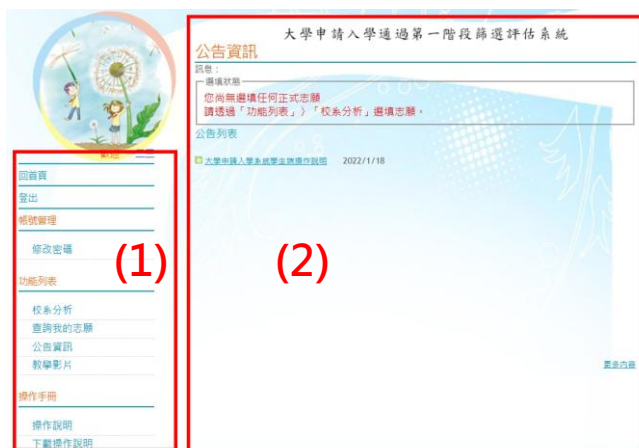 大學申請入學通過第一階段篩選評估系統
公告資訊
訊息：
選填狀態
您尚無選填任何正式志願
請透過「功能列表」〉「校系分析」選填志願。
公告列表
大學申請入學系統學生端操作說明 2022/1/18
(2)
更多內容
回首頁
登出
帳號管理
修改密碼
(1)
功能列表
校系分析
查詢我的志願
公告資訊
教學影片
操作手冊
操作說明
下載操作說明